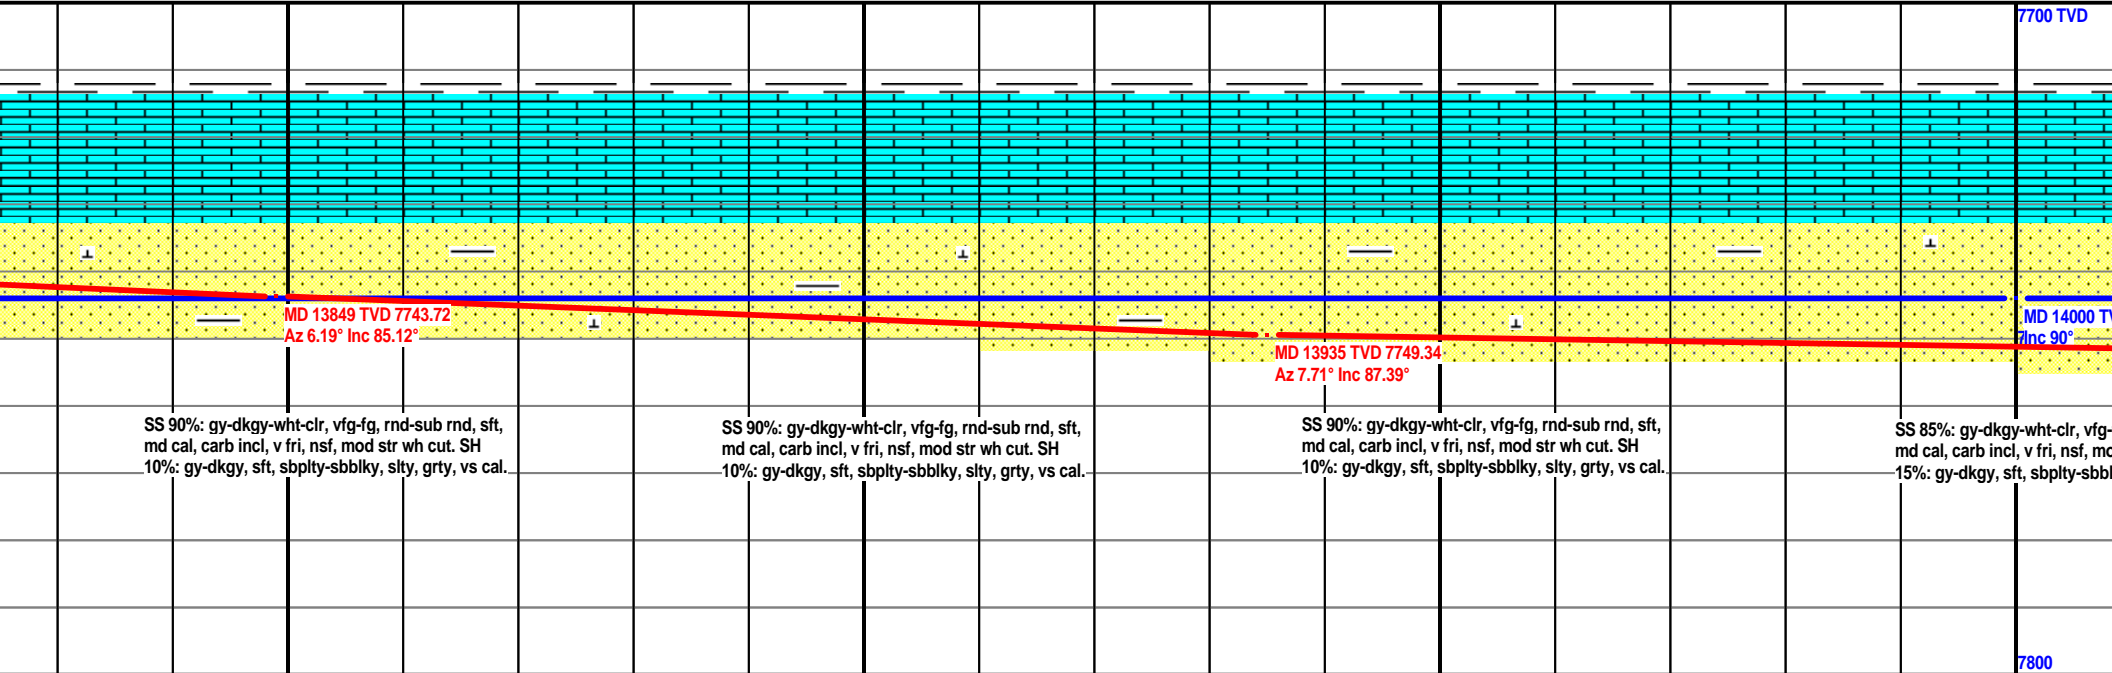 7700 TVD
MD 13849 TVD 7743.72
Az 6.19° Inc 85.12°
MD 14000 TV
Inc 90°
MD 13935 TVD 7749.34
Az 7.71° Inc 87.39°
SS 90%: gy-dkgy-wht-clr, vfg-fg, rnd-sub rnd, sft,
md cal, carb incl, v fri, nsf, mod str wh cut. SH
10%: gy-dkgy, sft, sbplty-sbblky, slty, grty, vs cal.
SS 90%: gy-dkgy-wht-clr, vfg-fg, rnd-sub rnd, sft,
md cal, carb incl, v fri, nsf, mod str wh cut. SH
10%: gy-dkgy, sft, sbplty-sbblky, slty, grty, vs cal.
SS 90%: gy-dkgy-wht-clr, vfg-fg, rnd-sub rnd, sft,
md cal, carb incl, v fri, nsf, mod str wh cut. SH
10%: gy-dkgy, sft, sbplty-sbblky, slty, grty, vs cal.
SS 85%: gy-dkgy-wht-clr, vfg-
md cal, carb incl, v fri, nsf, mo
15%: gy-dkgy, sft, sbplty-sbbl
7800